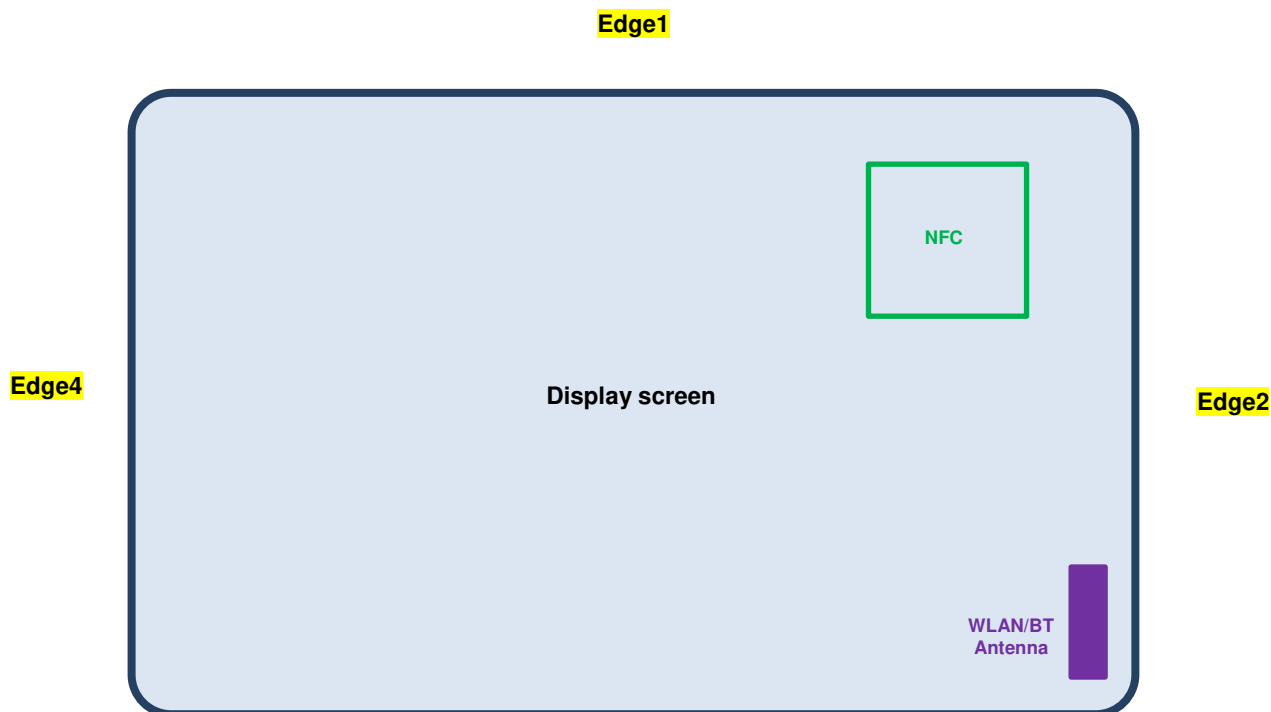 Edge1
NFC
Edge4
Display screen
Edge2
WLAN/BT
Antenna